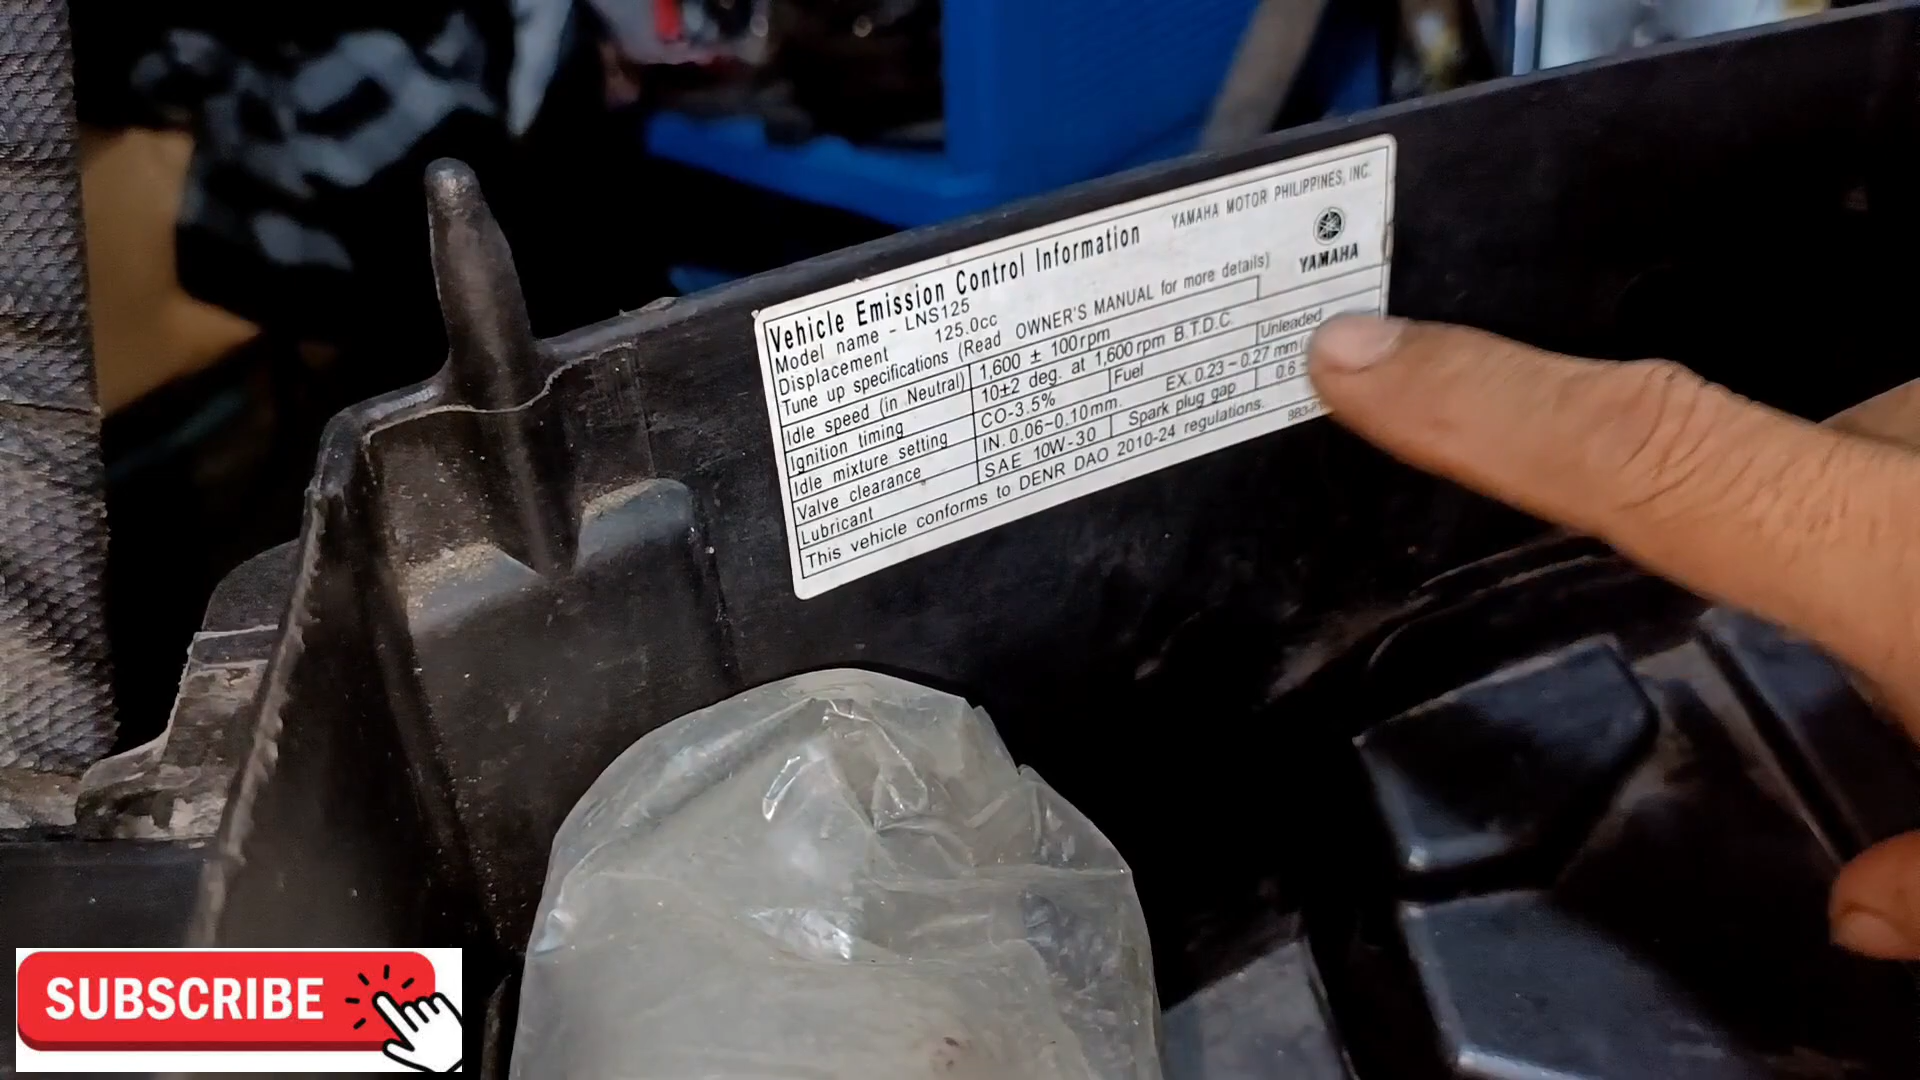 Vehicle Emission Control Information
YAMAHA MOTOR PHILIPPINES, INC.
YAMAHA
Model name - LNS125
Displacement 125.0cc
Tune up specifications (Read OWNER'S MANUAL for more details)
Idle speed (in Neutral) 1,600 ± 100rpm
Ignition timing 10±2 deg. at 1,600rpm B.T.D.C.
Idle mixture setting CO-3.5% Fuel Unleaded
Valve clearance IN. 0.06~0.10mm. EX. 0.23~0.27 mm
Lubricant SAE 10W-30 Spark plug gap 0.6
This vehicle conforms to DENR DAO 2010-24 regulations.
SUBSCRIBE